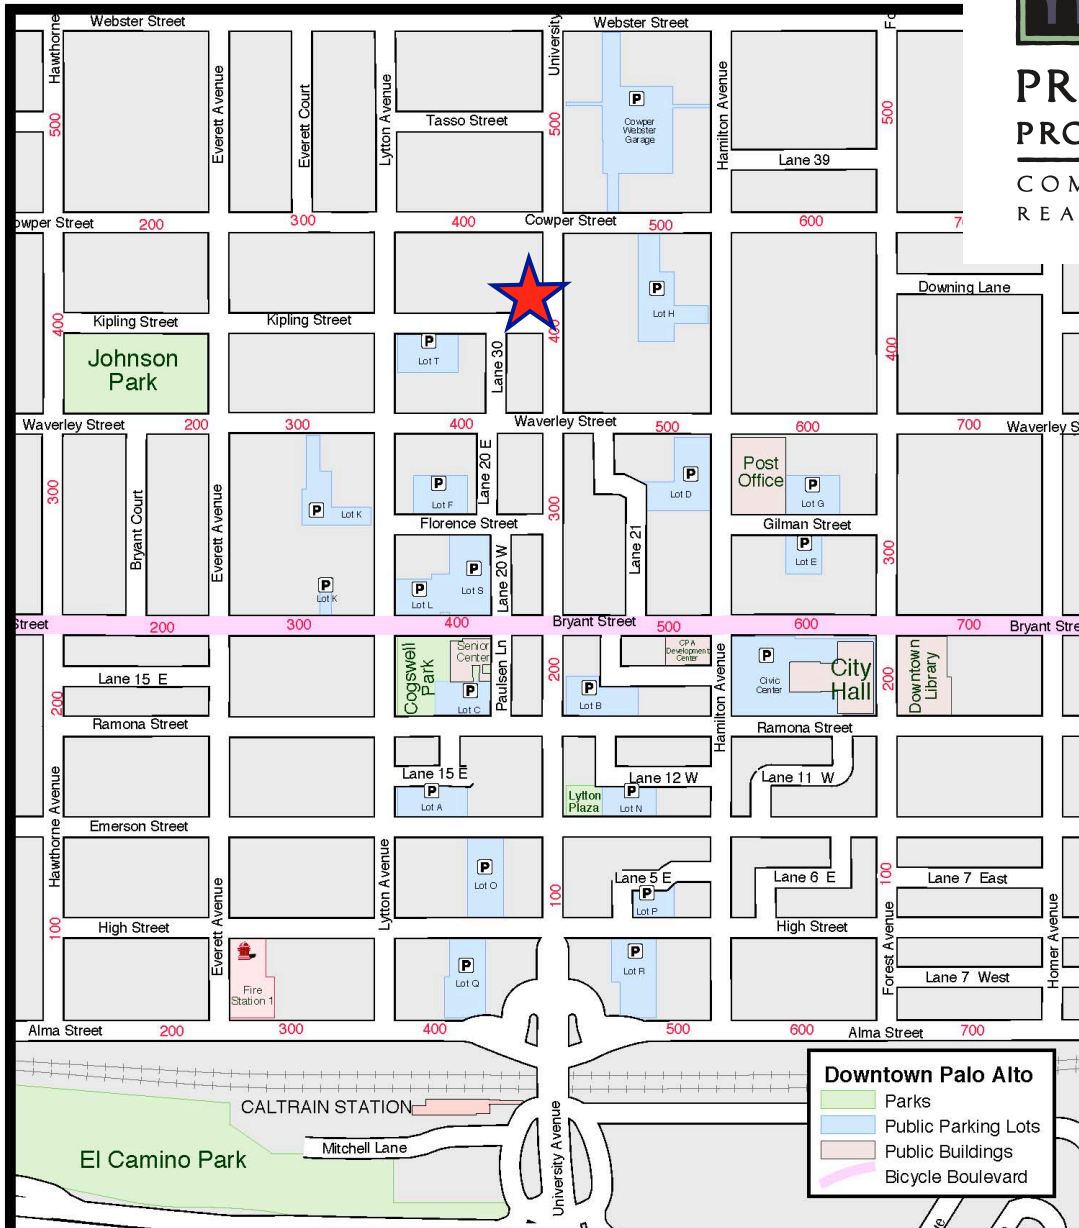 Webster Street
Webster Street
Hawthorne
University
PR
PRO
COM
REA
500
Everett Avenue
Everett Court
Lytton Avenue
Tasso Street
500
P
Cowper
Webster
Garage
Hamilton Avenue
500
Lane 39
owper Street
200
300
400
Cowper Street
500
600
Downing Lane
P
Lot H
400
Kipling Street
Kipling Street
400
400
Johnson
Park
P
Lot T
Lane 30
Waverley Street
200
300
400
Waverley Street
500
600
700
Waverley S
300
Bryant Court
Everett Avenue
P
Lot K
P
Lot K
P
Lot F
Lane 20 E
Florence Street
300
P
Lot D
Post
Office
P
Lot G
Gilman Street
P
Lot E
300
Lane 21
P
Lot S
P
Lot L
Lane 20 W
Street
200
300
400
Bryant Street
500
600
700
Bryant Stre
Lane 15 E
200
Ramona Street
Cogswell
Park
Senior
Center
P
Lot C
Paulsen Ln
200
P
Lot B
CPA
Development
Center
Hamilton Avenue
P
Civic
Center
City
Hall
200
Downtown
Library
Ramona Street
Lane 15 E
P
Lot A
Lytton
Plaza
Lane 12 W
P
Lot N
Lane 11 W
Hawthorne Avenue
Emerson Street
Lytton Avenue
P
Lot O
100
Lane 5 E
P
Lot P
Lane 6 E
100
Lane 7 East
100
High Street
High Street
Everett Avenue
Fire
Station 1
P
Lot Q
P
Lot R
Forest Avenue
Lane 7 West
Homer Avenue
Alma Street
200
300
400
500
600
Alma Street
700
CALTRAIN STATION
Mitchell Lane
El Camino Park
University Avenue
Downtown Palo Alto
Parks
Public Parking Lots
Public Buildings
Bicycle Boulevard